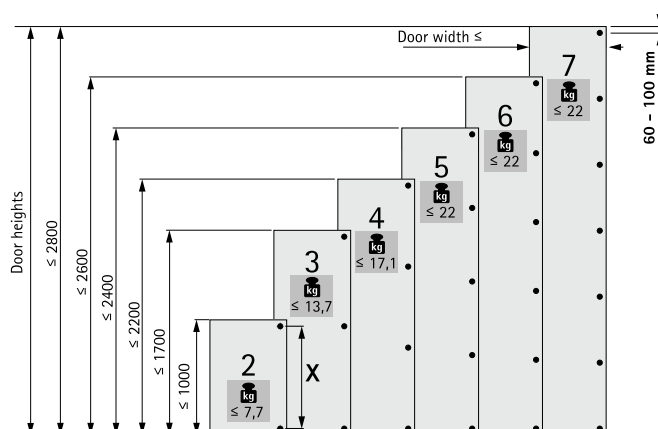 Door width ≤
60 – 100 mm
7
kg
≤ 22
6
kg
≤ 22
5
kg
≤ 22
4
kg
≤ 17,1
3
kg
≤ 13,7
2
kg
≤ 7,7
X
Door heights
≤ 2800
≤ 2600
≤ 2400
≤ 2200
≤ 1700
≤ 1000